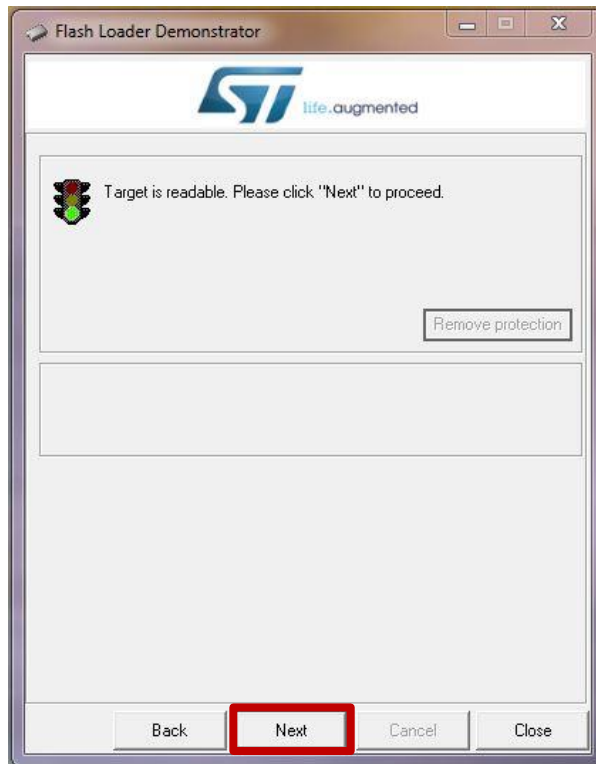 Flash Loader Demonstrator
ST life.augmented
Target is readable. Please click "Next" to proceed.
Remove protection
Back Next Cancel Close